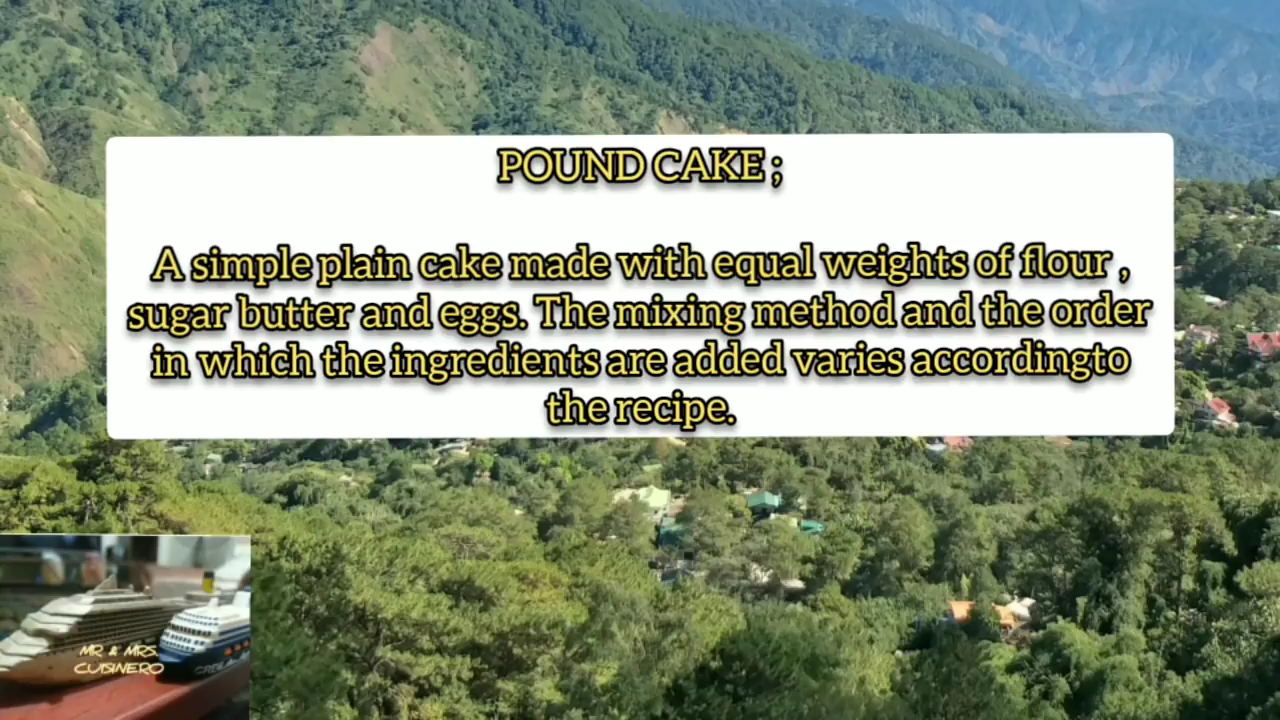 POUND CAKE ;
A simple plain cake made with equal weights of flour ,
sugar butter and eggs. The mixing method and the order
in which the ingredients are added varies accordingto
the recipe.
MR & MRS.
CUISINERO